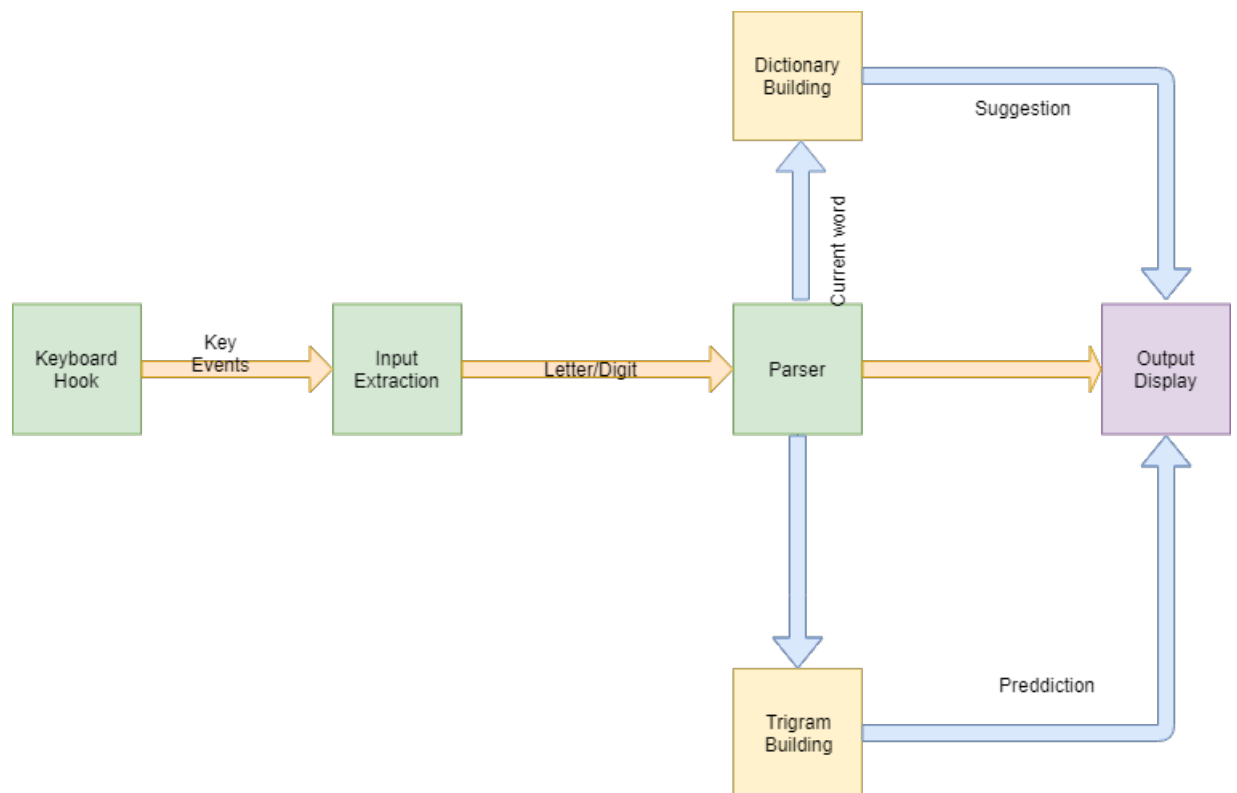 Dictionary
Building
Suggestion
Current word
Keyboard
Hook
Key
Events
Input
Extraction
Letter/Digit
Parser
Output
Display
Trigram
Building
Preddiction